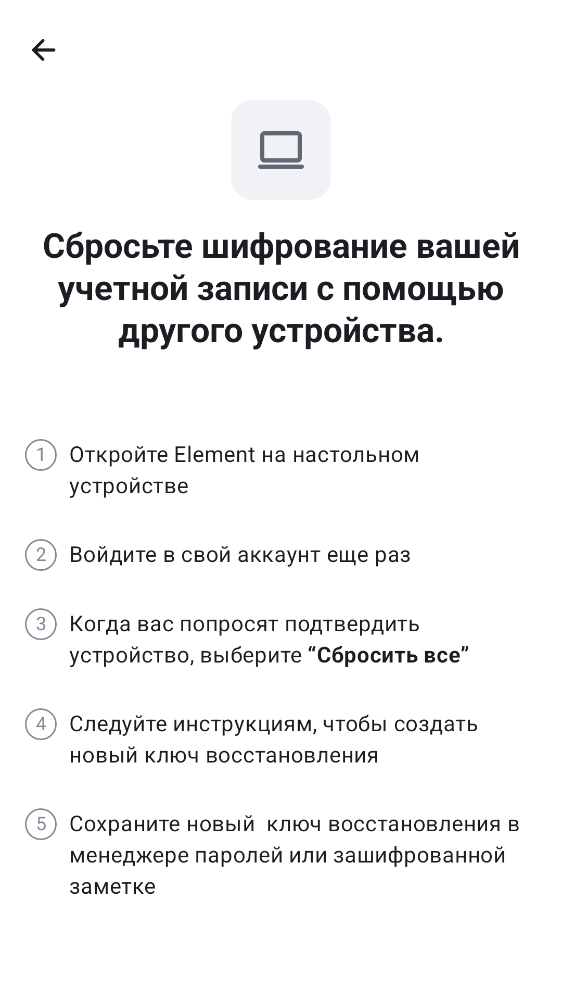 Сбросьте шифрование вашей
учетной записи с помощью
другого устройства.
1 Откройте Element на настольном
устройстве
2 Войдите в свой аккаунт еще раз
3 Когда вас попросят подтвердить
устройство, выберите “Сбросить все”
4 Следуйте инструкциям, чтобы создать
новый ключ восстановления
5 Сохраните новый  ключ восстановления в
менеджере паролей или зашифрованной
заметке